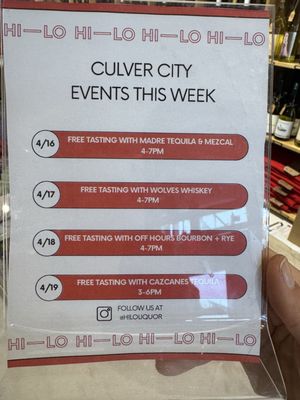 HI—LO HI—LO HI—LO HI—LO
CULVER CITY
EVENTS THIS WEEK
4/16
FREE TASTING WITH MADRE TEQUILA & MEZCAL
4-7PM
4/17
FREE TASTING WITH WOLVES WHISKEY
4-7PM
4/18
FREE TASTING WITH OFF HOURS BOURBON + RYE
4-7PM
4/19
FREE TASTING WITH CAZCANES TEQUILA
3-6PM
FOLLOW US AT
@HILOLIQUOR
HI—LO HI—LO HI—LO HI—LO